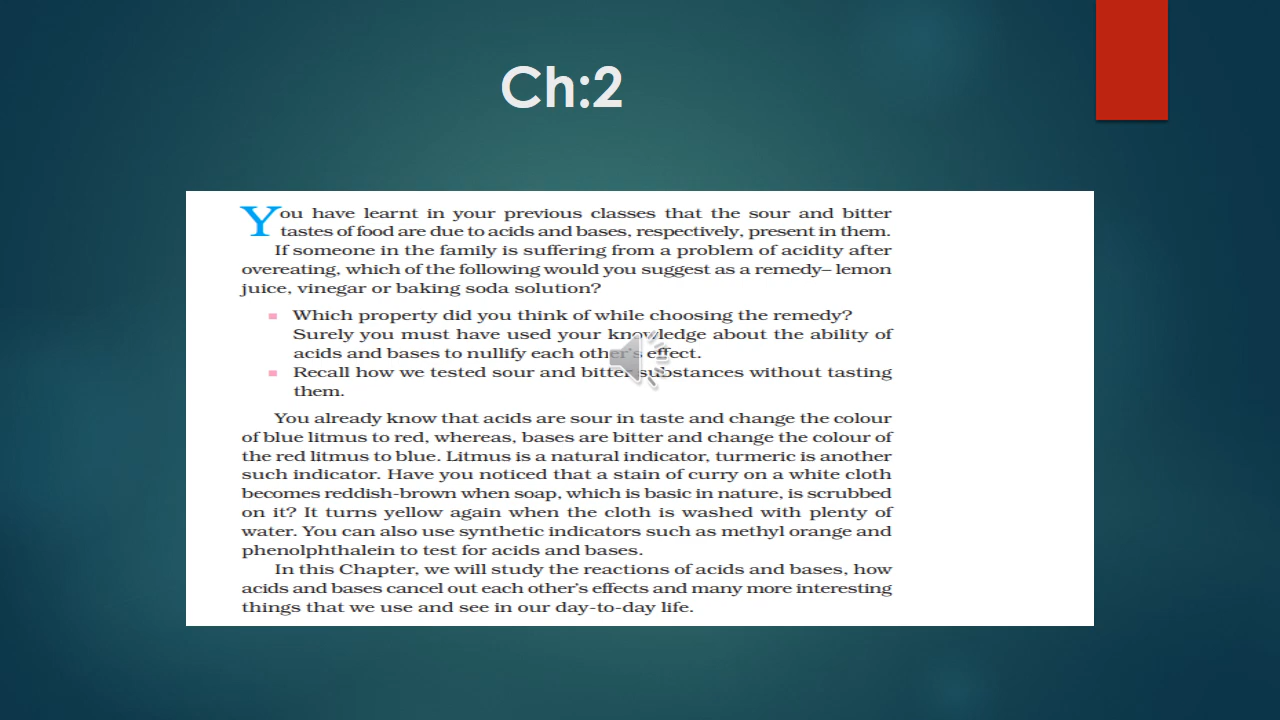 Ch:2
You have learnt in your previous classes that the sour and bitter
tastes of food are due to acids and bases, respectively, present in them.
If someone in the family is suffering from a problem of acidity after
overeating, which of the following would you suggest as a remedy– lemon
juice, vinegar or baking soda solution?
Which property did you think of while choosing the remedy?
Surely you must have used your knowledge about the ability of
acids and bases to nullify each other's effect.
Recall how we tested sour and bitter substances without tasting
them.
You already know that acids are sour in taste and change the colour
of blue litmus to red, whereas, bases are bitter and change the colour of
the red litmus to blue. Litmus is a natural indicator, turmeric is another
such indicator. Have you noticed that a stain of curry on a white cloth
becomes reddish-brown when soap, which is basic in nature, is scrubbed
on it? It turns yellow again when the cloth is washed with plenty of
water. You can also use synthetic indicators such as methyl orange and
phenolphthalein to test for acids and bases.
In this Chapter, we will study the reactions of acids and bases, how
acids and bases cancel out each other's effects and many more interesting
things that we use and see in our day-to-day life.